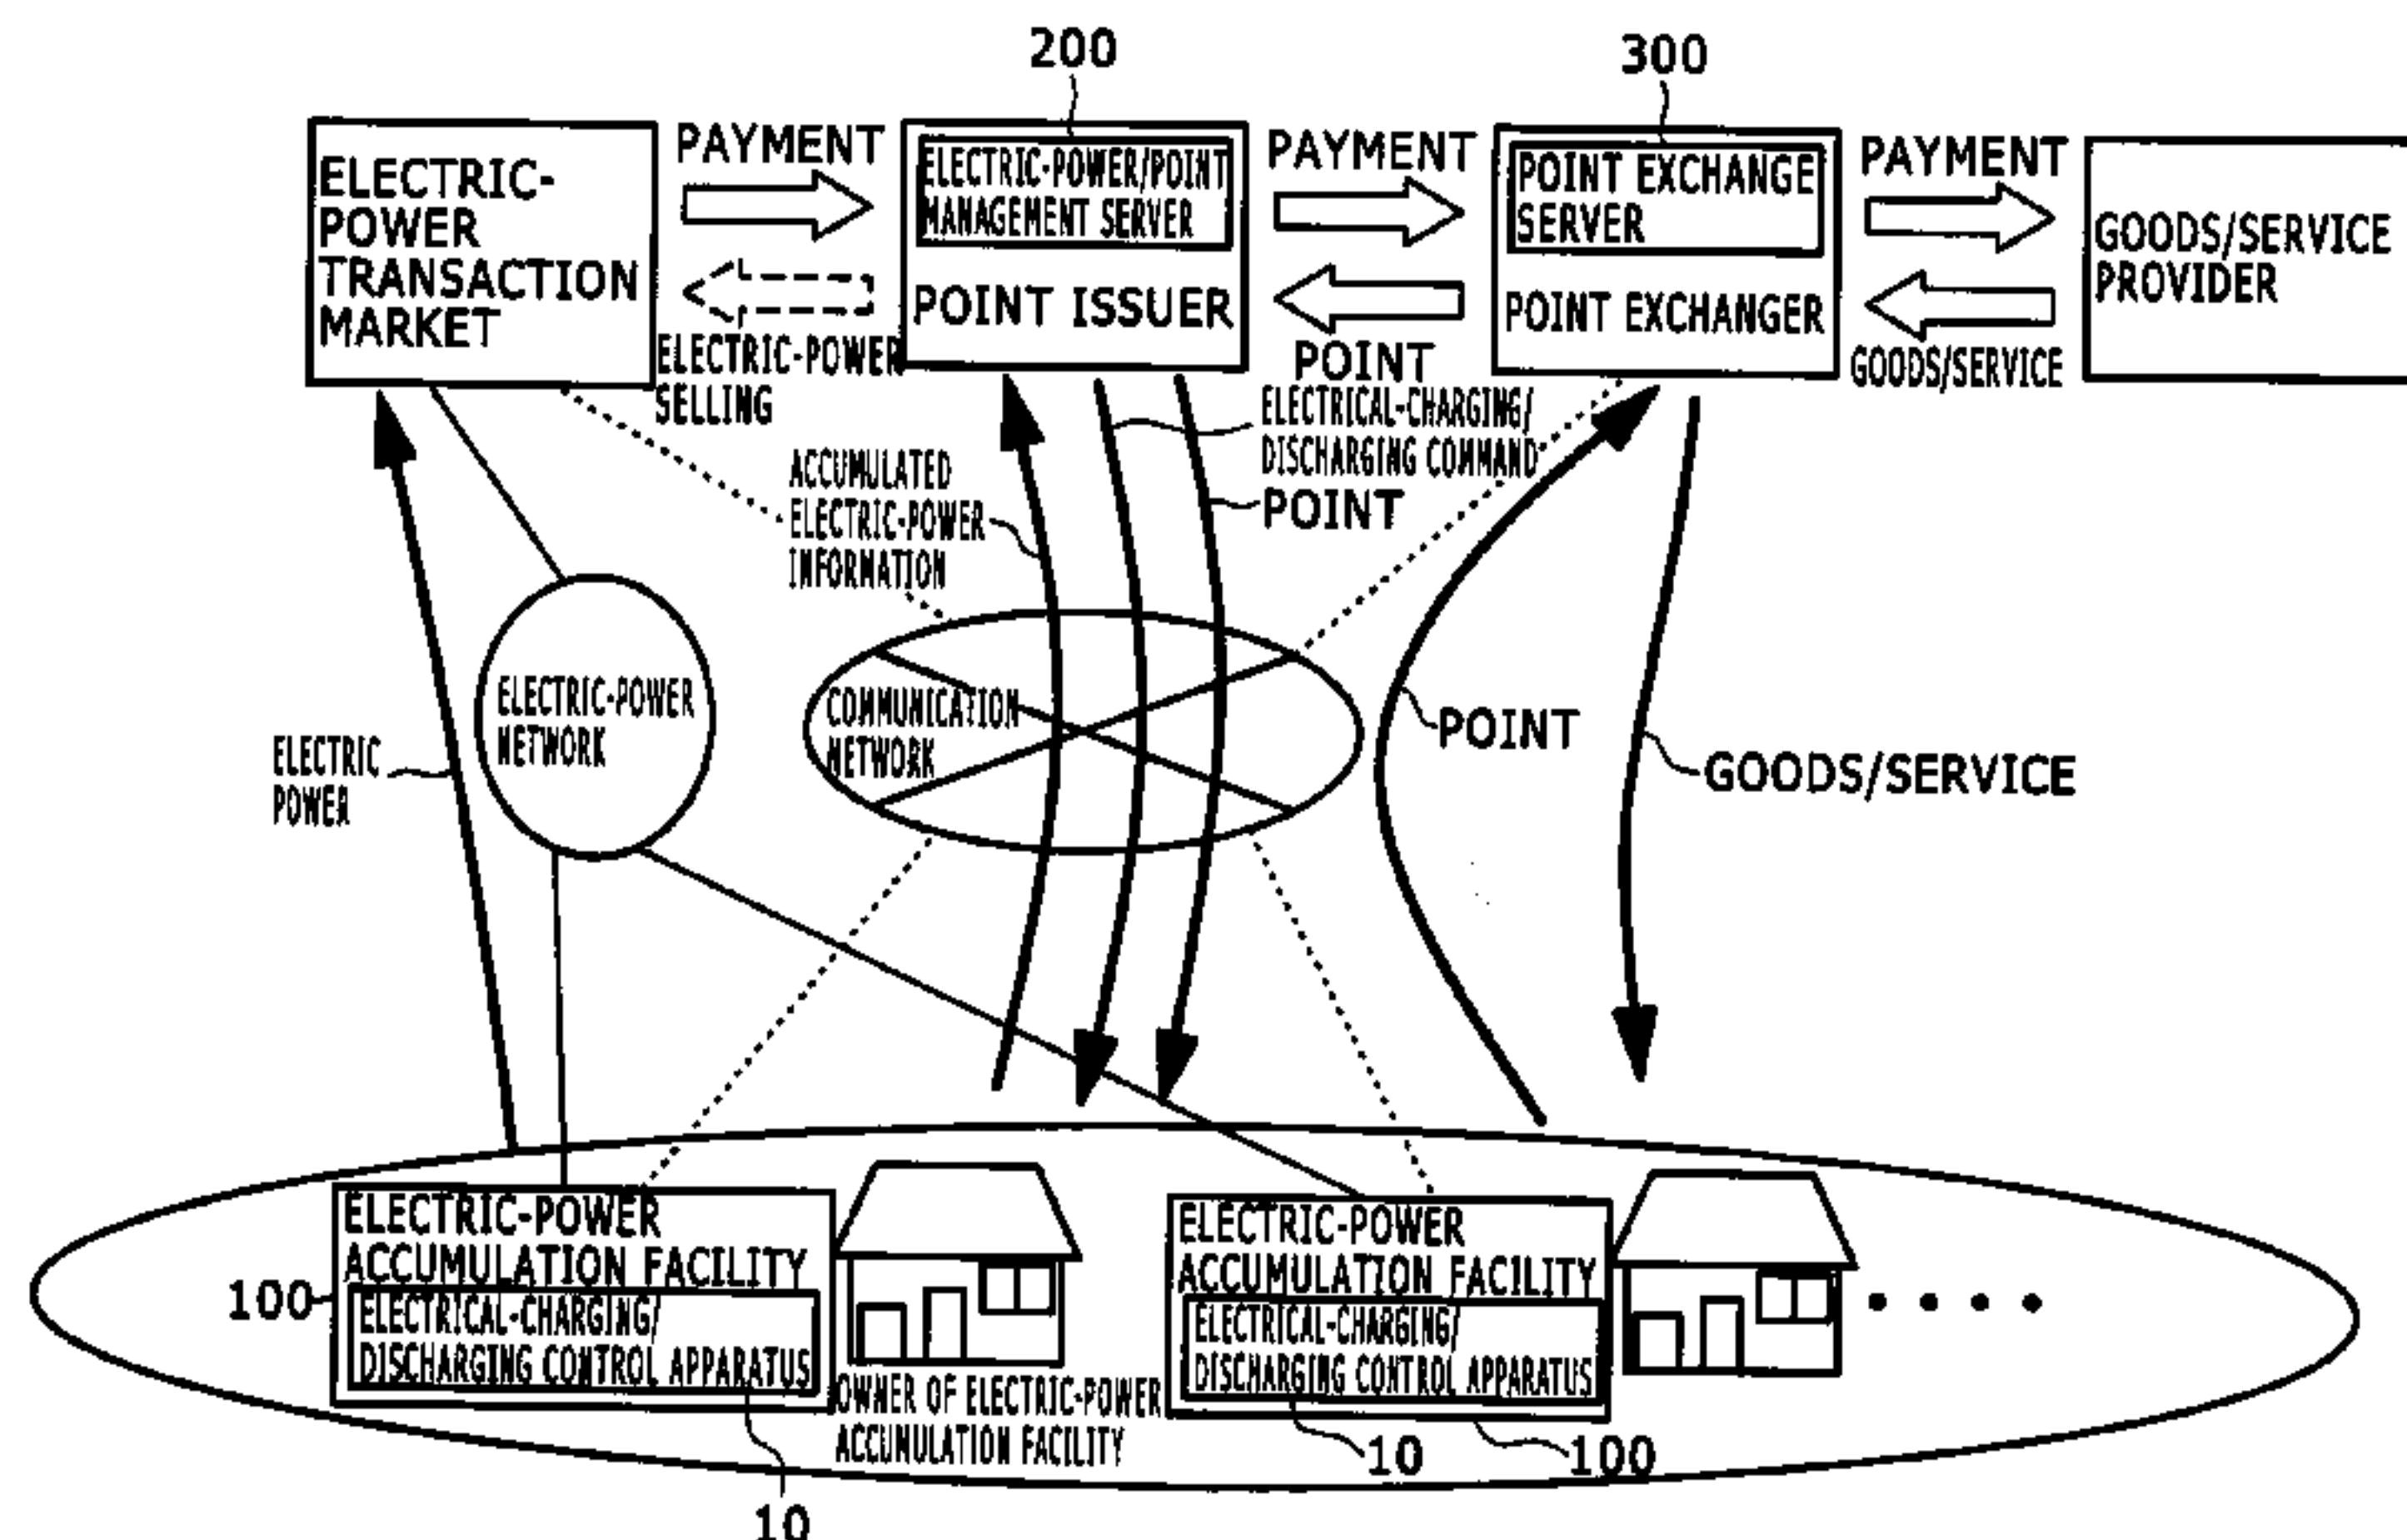 200
300
ELECTRIC-
POWER
TRANSACTION
MARKET
PAYMENT
ELECTRIC-POWER/POINT
MANAGEMENT SERVER
POINT ISSUER
PAYMENT
POINT EXCHANGE
SERVER
POINT EXCHANGER
PAYMENT
GOODS/SERVICE
PROVIDER
ELECTRIC-POWER
SELLING
POINT
GOODS/SERVICE
ELECTRICAL-CHARGING/
DISCHARGING COMMAND
POINT
ACCUMULATED
ELECTRIC-POWER
INFORMATION
ELECTRIC-POWER
NETWORK
COMMUNICATION
NETWORK
POINT
GOODS/SERVICE
ELECTRIC
POWER
ELECTRIC-POWER
ACCUMULATION FACILITY
100
ELECTRICAL-CHARGING/
DISCHARGING CONTROL APPARATUS
10
OWNER OF ELECTRIC-POWER
ACCUMULATION FACILITY
ELECTRIC-POWER
ACCUMULATION FACILITY
ELECTRICAL-CHARGING/
DISCHARGING CONTROL APPARATUS
10
100